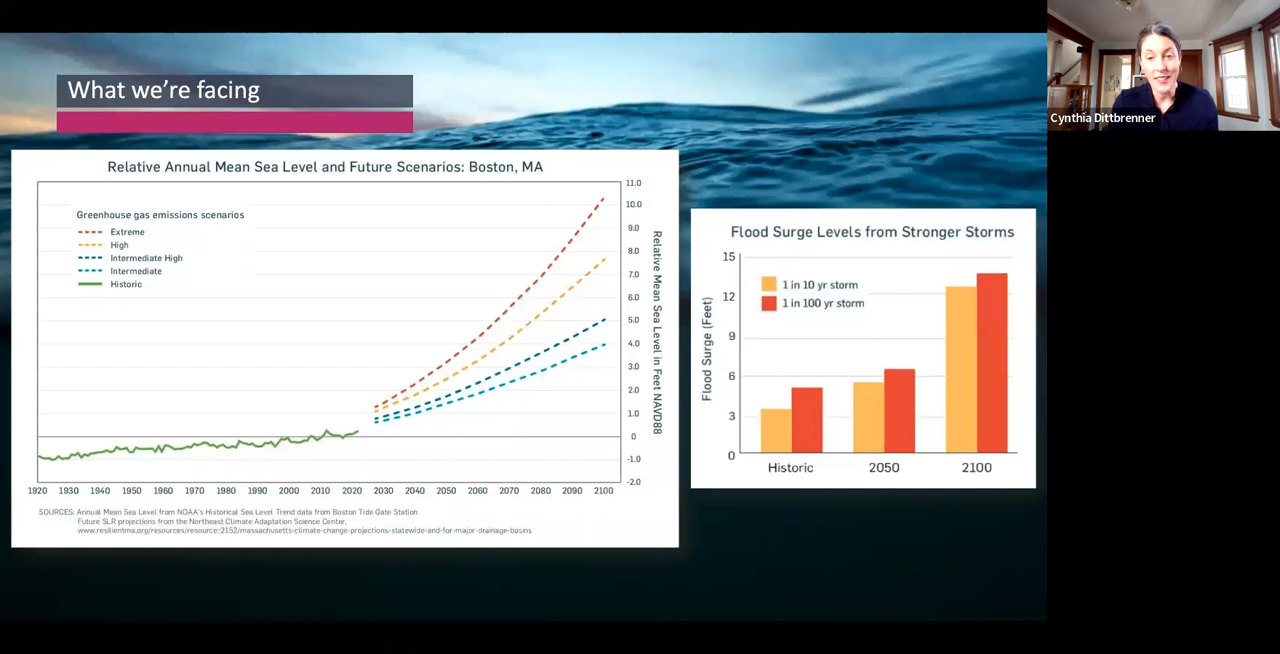 What we're facing
Cynthia Dittbrenner
Relative Annual Mean Sea Level and Future Scenarios: Boston, MA
Greenhouse gas emissions scenarios
Extreme
High
Intermediate High
Intermediate
Historic
11.0
10.0
9.0
8.0
7.0
6.0
5.0
4.0
3.0
2.0
1.0
0
-1.0
-2.0
Relative Mean Sea Level in Feet NAVD88
1920 1930 1940 1950 1960 1970 1980 1990 2000 2010 2020 2030 2040 2050 2060 2070 2080 2090 2100
SOURCES: Annual Mean Sea Level from NOAA's Historical Sea Level Trend data from Boston Tide Gate Station
Future SLR projections from the Northeast Climate Adaptation Science Center,
www.resilientma.org/resources/resource::2152/massachusetts-climate-change-projections-statewide-and-for-major-drainage-basins
Flood Surge Levels from Stronger Storms
1 in 10 yr storm
1 in 100 yr storm
Flood Surge (Feet)
15
12
9
6
3
0
Historic 2050 2100